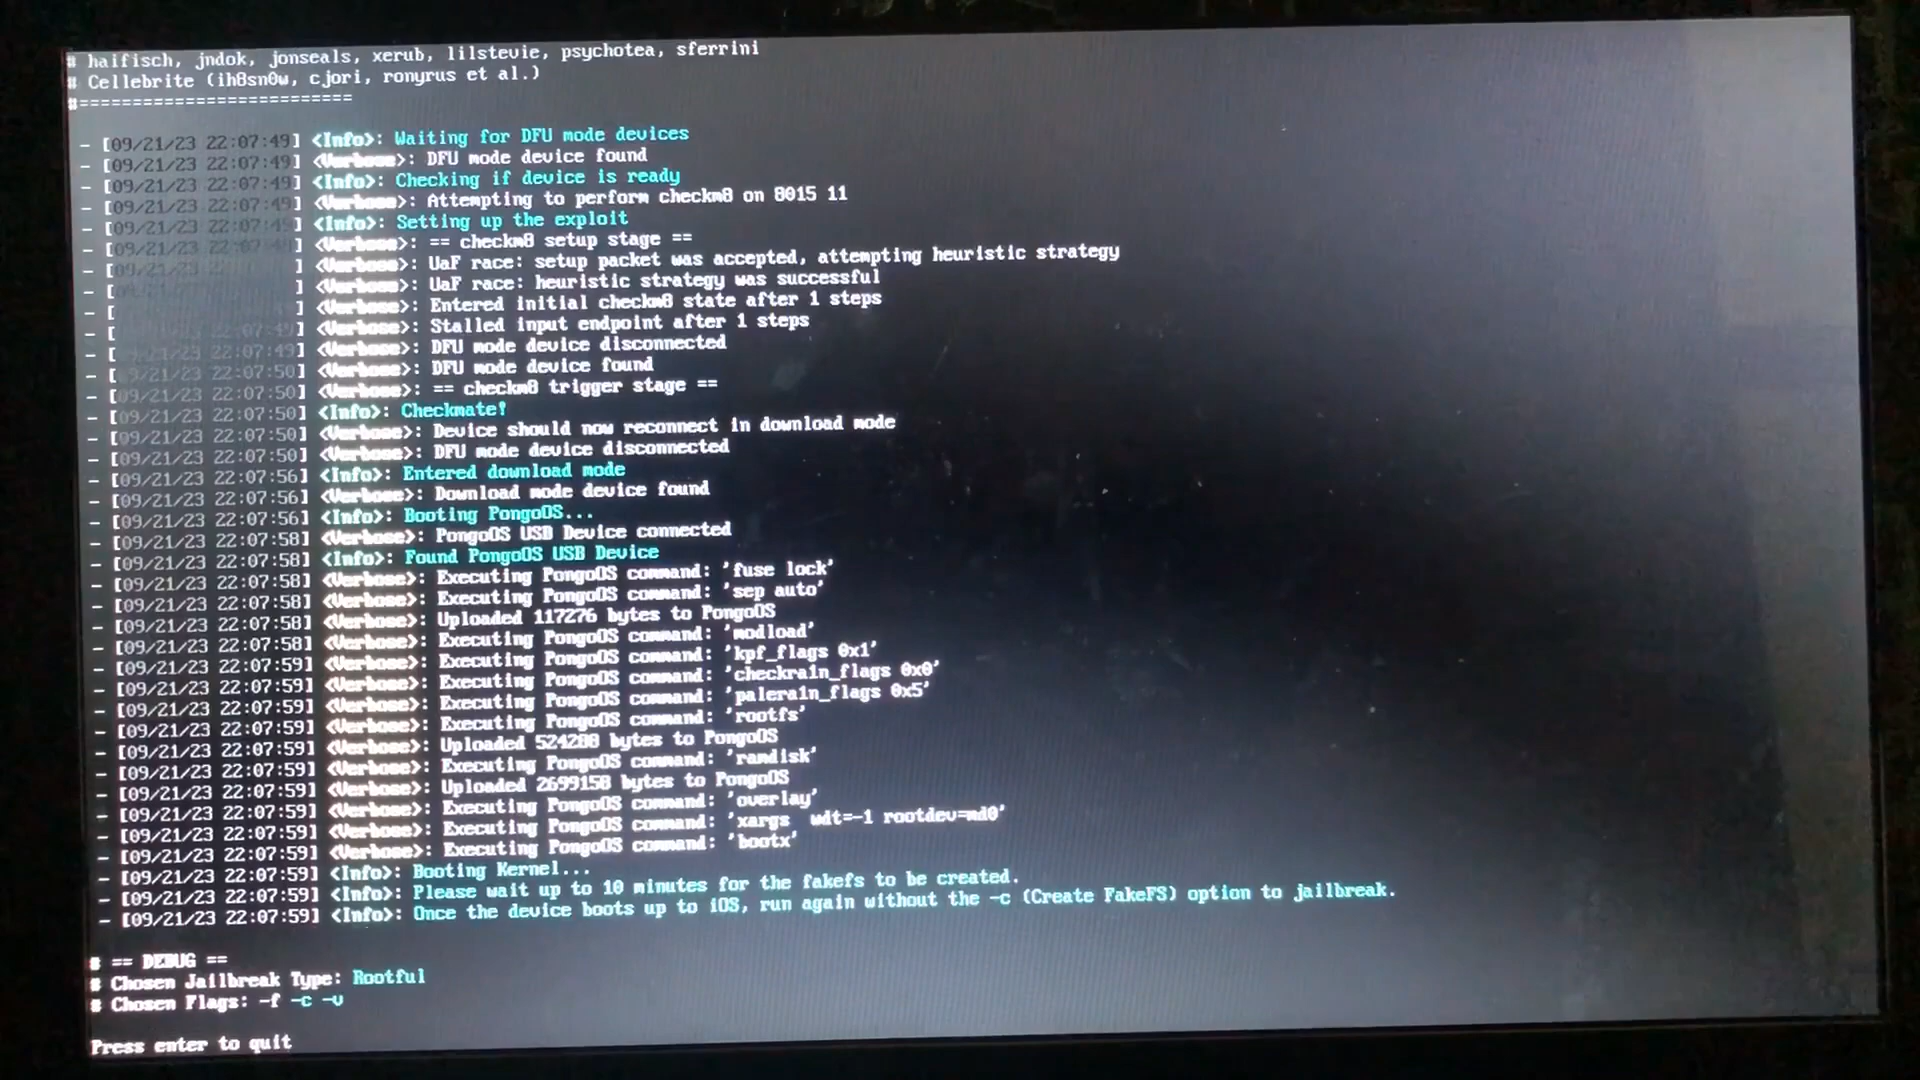 # haifisch, jndok, jonseals, xerub, lilstevie, psychotea, sferrini
# Cellebrite (ih8sn0w, cjori, ronyrus et al.)
#==========================
- [09/21/23 22:07:49] <Info>: Waiting for DFU mode devices
- [09/21/23 22:07:49] <Verbose>: DFU mode device found
- [09/21/23 22:07:49] <Info>: Checking if device is ready
- [09/21/23 22:07:49] <Verbose>: Attempting to perform checkm8 on 8015 11
- [09/21/23 22:07:49] <Info>: Setting up the exploit
- [09/21/23 22:07:49] <Verbose>: == checkm8 setup stage ==
- [09/21/23 ] <Verbose>: UaF race: setup packet was accepted, attempting heuristic strategy
- [ ] <Verbose>: UaF race: heuristic strategy was successful
- [ ] <Verbose>: Entered initial checkm8 state after 1 steps
- [ 22:07:49] <Verbose>: Stalled input endpoint after 1 steps
- [ 22:07:49] <Verbose>: DFU mode device disconnected
- [09/21/23 22:07:50] <Verbose>: DFU mode device found
- [09/21/23 22:07:50] <Verbose>: == checkm8 trigger stage ==
- [09/21/23 22:07:50] <Info>: Checkmate!
- [09/21/23 22:07:50] <Verbose>: Device should now reconnect in download mode
- [09/21/23 22:07:50] <Verbose>: DFU mode device disconnected
- [09/21/23 22:07:56] <Info>: Entered download mode
- [09/21/23 22:07:56] <Verbose>: Download mode device found
- [09/21/23 22:07:56] <Info>: Booting PongoOS...
- [09/21/23 22:07:58] <Verbose>: PongoOS USB Device connected
- [09/21/23 22:07:58] <Info>: Found PongoOS USB Device
- [09/21/23 22:07:58] <Verbose>: Executing PongoOS command: 'fuse lock'
- [09/21/23 22:07:58] <Verbose>: Executing PongoOS command: 'sep auto'
- [09/21/23 22:07:58] <Verbose>: Uploaded 117276 bytes to PongoOS
- [09/21/23 22:07:58] <Verbose>: Executing PongoOS command: 'modload'
- [09/21/23 22:07:59] <Verbose>: Executing PongoOS command: 'kpf_flags 0x1'
- [09/21/23 22:07:59] <Verbose>: Executing PongoOS command: 'checkra1n_flags 0x0'
- [09/21/23 22:07:59] <Verbose>: Executing PongoOS command: 'palera1n_flags 0x5'
- [09/21/23 22:07:59] <Verbose>: Executing PongoOS command: 'rootfs'
- [09/21/23 22:07:59] <Verbose>: Uploaded 524288 bytes to PongoOS
- [09/21/23 22:07:59] <Verbose>: Executing PongoOS command: 'ramdisk'
- [09/21/23 22:07:59] <Verbose>: Uploaded 2699158 bytes to PongoOS
- [09/21/23 22:07:59] <Verbose>: Executing PongoOS command: 'overlay'
- [09/21/23 22:07:59] <Verbose>: Executing PongoOS command: 'xargs  wdt=-1 rootdev=md0'
- [09/21/23 22:07:59] <Verbose>: Executing PongoOS command: 'bootx'
- [09/21/23 22:07:59] <Info>: Booting Kernel...
- [09/21/23 22:07:59] <Info>: Please wait up to 10 minutes for the fakefs to be created.
- [09/21/23 22:07:59] <Info>: Once the device boots up to iOS, run again without the -c (Create FakeFS) option to jailbreak.
# == DEBUG ==
# Chosen Jailbreak Type: Rootful
# Chosen Flags: -f -c -v
Press enter to quit